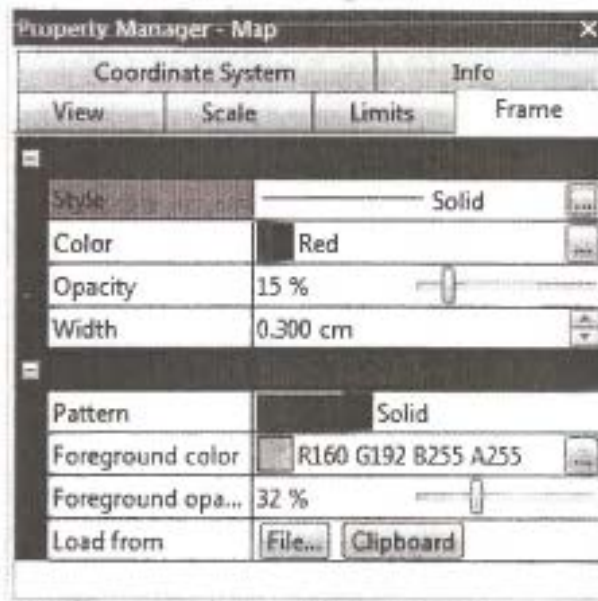 Property Manager - Map
Coordinate System Info
View Scale Limits Frame
Style Solid
Color Red
Opacity 15 %
Width 0.300 cm
Pattern Solid
Foreground color R160 G192 B255 A255
Foreground opa... 32 %
Load from File... Clipboard